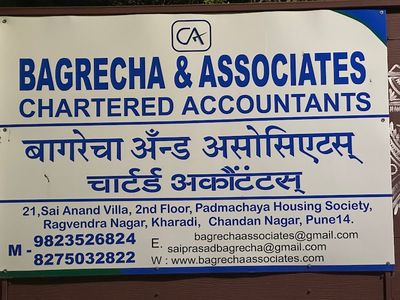 CA
BAGRECHA & ASSOCIATES
CHARTERED ACCOUNTANTS
बागरेचा अँन्ड असोसिएटस्
चार्टर्ड अकौंटंटस्
21,Sai Anand Villa, 2nd Floor, Padmachaya Housing Society,
Ragvendra Nagar, Kharadi, Chandan Nagar, Pune14.
M - 9823526824 E. bagrechaassociates@gmail.com
8275032822 saiprasadbagrecha@gmail.com
W : www.bagrechaassociates.com